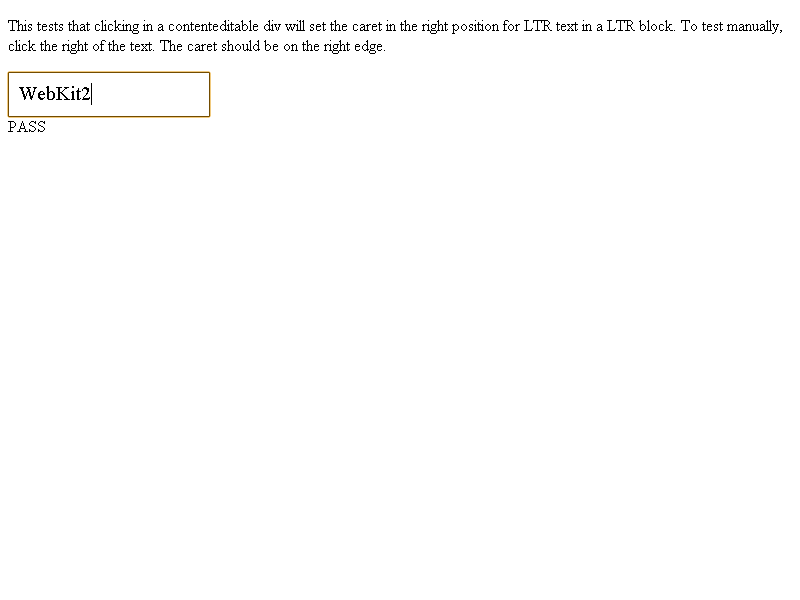 This tests that clicking in a contenteditable div will set the caret in the right position for LTR text in a LTR block. To test manually,
click the right of the text. The caret should be on the right edge.
WebKit2
PASS